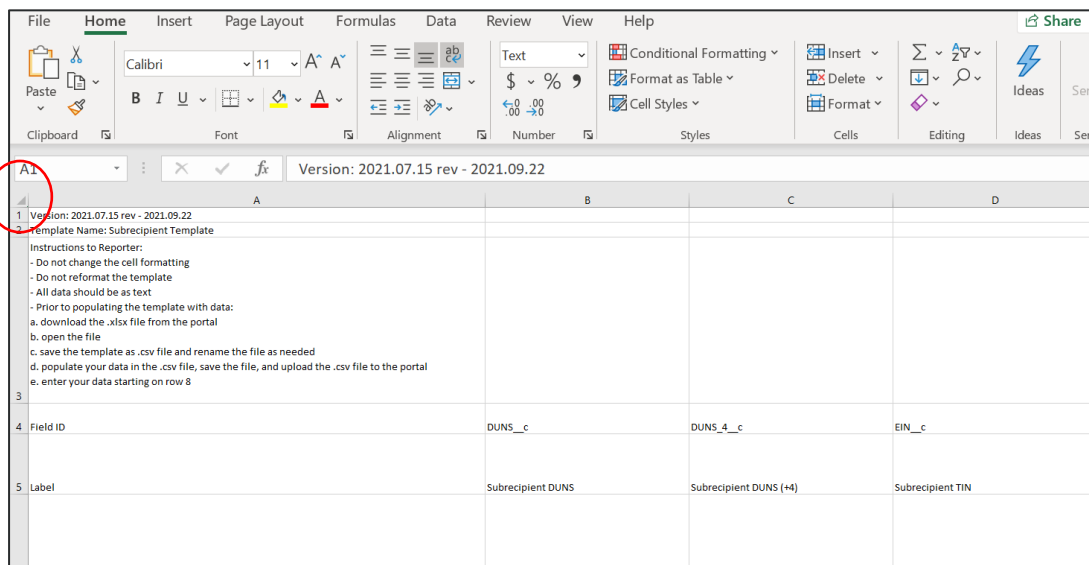 File Home Insert Page Layout Formulas Data Review View Help Share
Paste
Clipboard
Calibri 11 A^ A˅
B I U A
Font
ab
Alignment
Text
$ % 9
Number
Conditional Formatting
Format as Table
Cell Styles
Styles
Insert
Delete
Format
Cells
Editing
Ideas
Ideas
A1 fx Version: 2021.07.15 rev - 2021.09.22
A B C D
1 Version: 2021.07.15 rev - 2021.09.22
2 Template Name: Subrecipient Template
Instructions to Reporter:
- Do not change the cell formatting
- Do not reformat the template
- All data should be as text
- Prior to populating the template with data:
a. download the .xlsx file from the portal
b. open the file
c. save the template as .csv file and rename the file as needed
d. populate your data in the .csv file, save the file, and upload the .csv file to the portal
e. enter your data starting on row 8
3
4 Field ID DUNS__c DUNS_4__c EIN__c
5 Label Subrecipient DUNS Subrecipient DUNS (+4) Subrecipient TIN